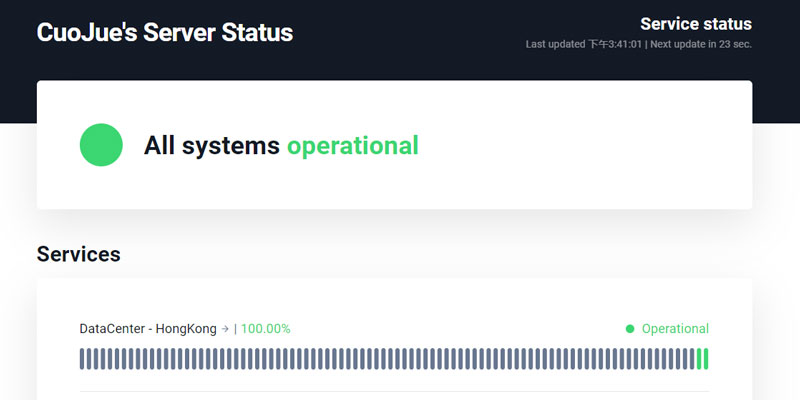 CuoJue's Server Status
Service status
Last updated 下午3:41:01 | Next update in 23 sec.
All systems operational
Services
DataCenter - HongKong → | 100.00%
Operational